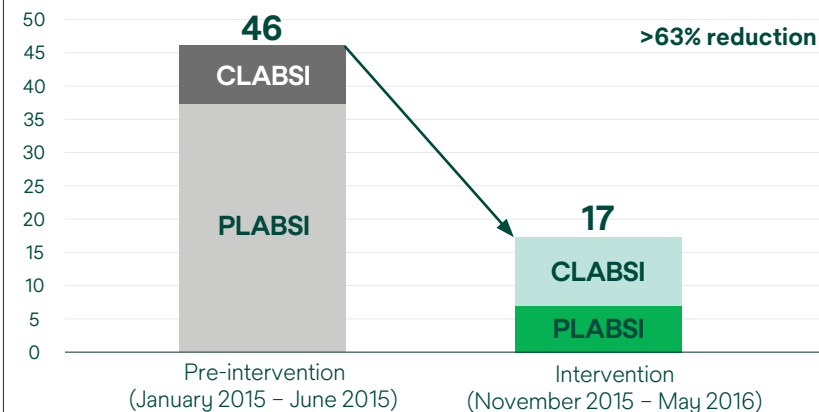 50
45
40
35
30
25
20
15
10
5
0
46
>63% reduction
CLABSI
PLABSI
17
CLABSI
PLABSI
Pre-intervention
(January 2015 – June 2015)
Intervention
(November 2015 – May 2016)